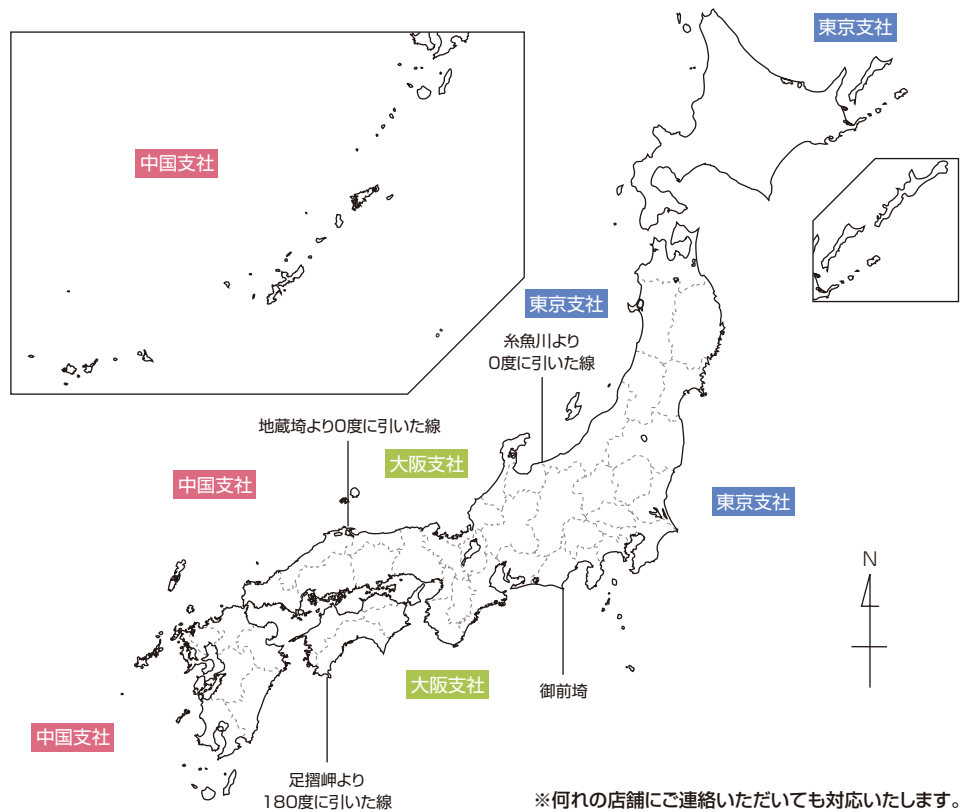 東京支社
中国支社
東京支社
糸魚川より
0度に引いた線
地蔵埼より0度に引いた線
大阪支社
中国支社
東京支社
N
大阪支社
御前埼
中国支社
足摺岬より
180度に引いた線
※何れの店舗にご連絡いただいても対応いたします。